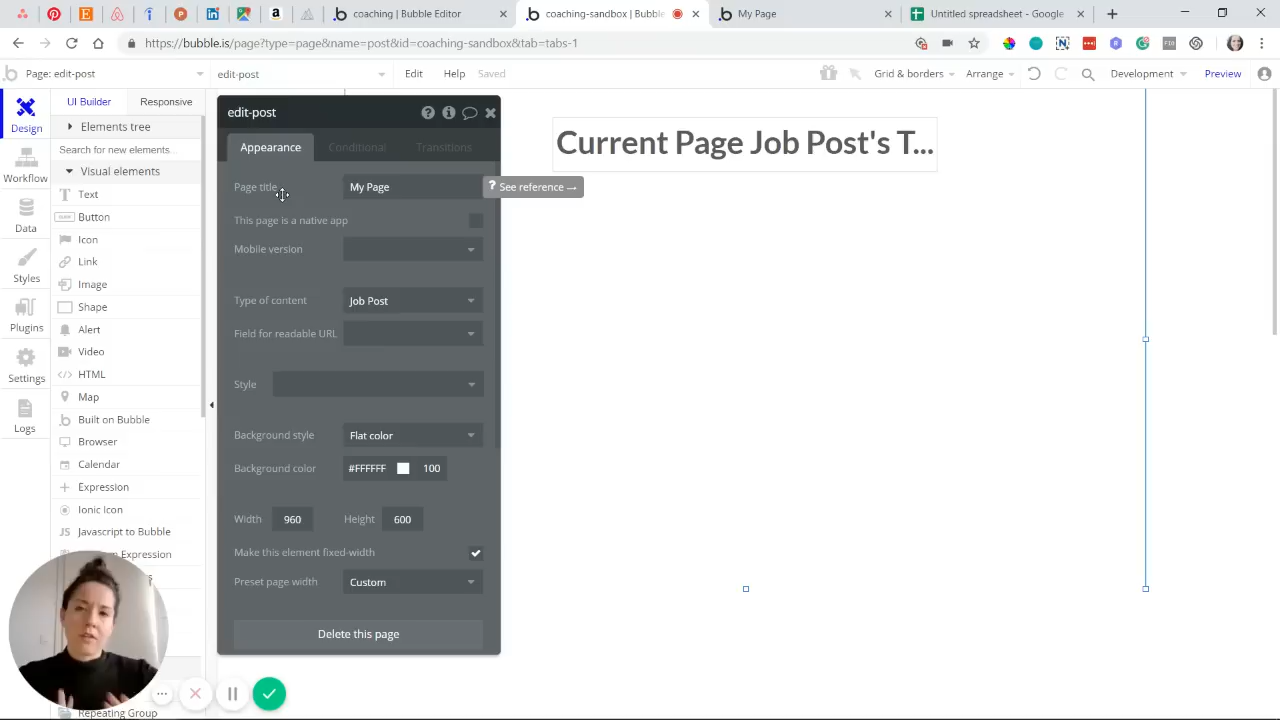 coaching | Bubble Editor
coaching-sandbox | Bubble
My Page
Untitled spreadsheet - Google
https://bubble.is/page?type=page&name=post&id=coaching-sandbox&tab=tabs-1
Page: edit-post
edit-post
Edit
Help
Saved
Grid & borders
Arrange
Development
Preview
Design
Workflow
Data
Styles
Plugins
Settings
Logs
UI Builder
Responsive
Elements tree
Search for new elements...
Visual elements
Text
Button
Icon
Link
Image
Shape
Alert
Video
HTML
Map
Built on Bubble
Browser
Calendar
Expression
Ionic Icon
Javascript to Bubble
Expression
Repeating Group
edit-post
Appearance
Conditional
Transitions
Page title
My Page
See reference →
This page is a native app
Mobile version
Type of content
Job Post
Field for readable URL
Style
Background style
Flat color
Background color
#FFFFFF
100
Width
960
Height
600
Make this element fixed-width
Preset page width
Custom
Delete this page
Current Page Job Post's T...